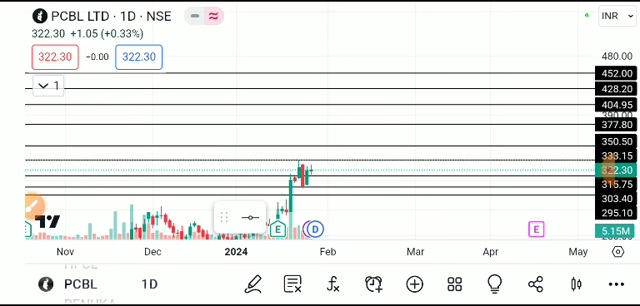 PCBL LTD · 1D · NSE
INR
322.30 +1.05 (+0.33%)
322.30 −0.00 322.30
1
480.00
452.00
428.20
404.95
390.00
377.80
350.50
333.15
322.30
315.75
303.40
295.10
5.15M
E
D
E
Nov Dec 2024 Feb Mar Apr May
PCBL 1D